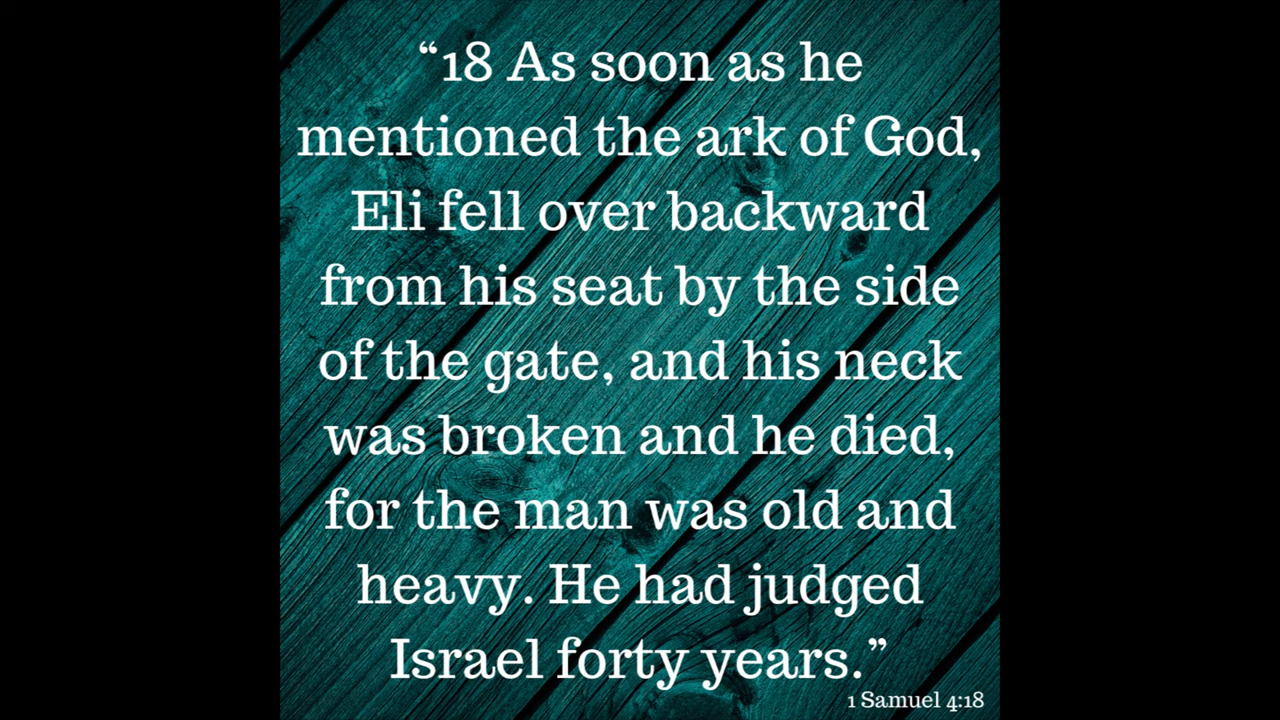 “18 As soon as he
mentioned the ark of God,
Eli fell over backward
from his seat by the side
of the gate, and his neck
was broken and he died,
for the man was old and
heavy. He had judged
Israel forty years.”
1 Samuel 4:18